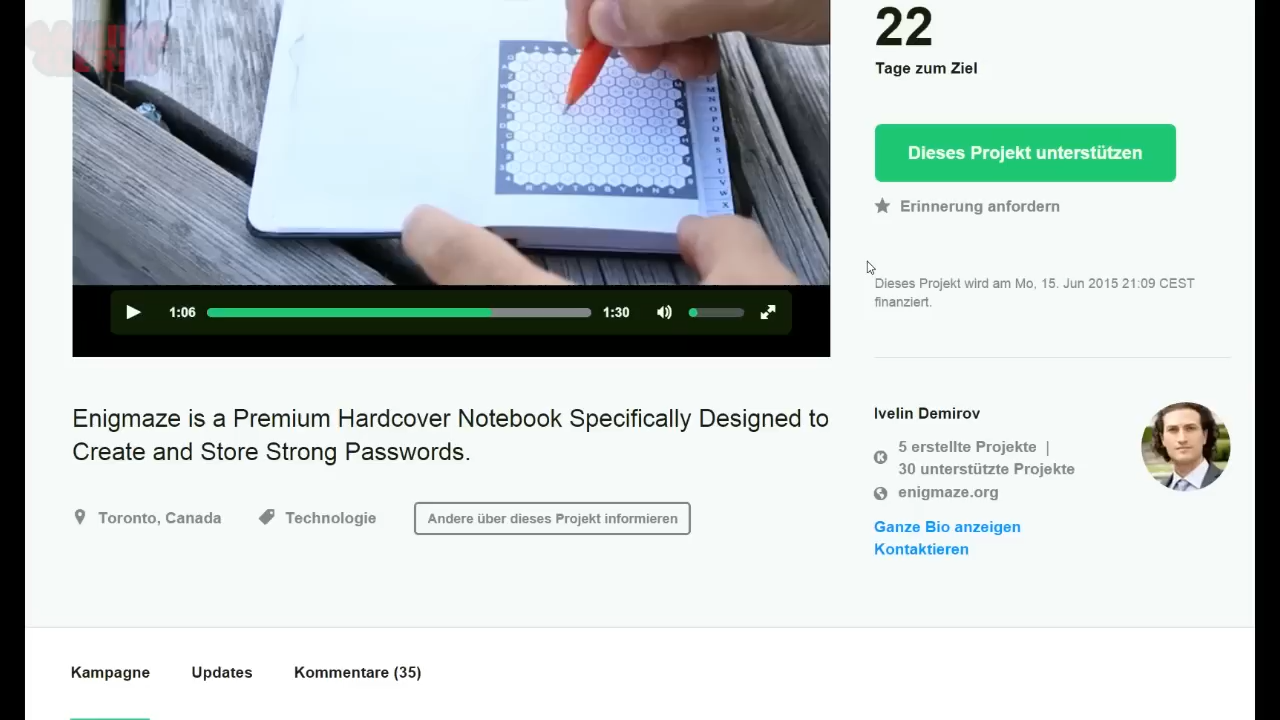 22
Tage zum Ziel
Dieses Projekt unterstützen
Erinnerung anfordern
Dieses Projekt wird am Mo, 15. Jun 2015 21:09 CEST
finanziert.
1:06
1:30
Enigmaze is a Premium Hardcover Notebook Specifically Designed to
Create and Store Strong Passwords.
Toronto, Canada
Technologie
Andere über dieses Projekt informieren
Ivelin Demirov
5 erstellte Projekte |
30 unterstützte Projekte
enigmaze.org
Ganze Bio anzeigen
Kontaktieren
Kampagne
Updates
Kommentare (35)